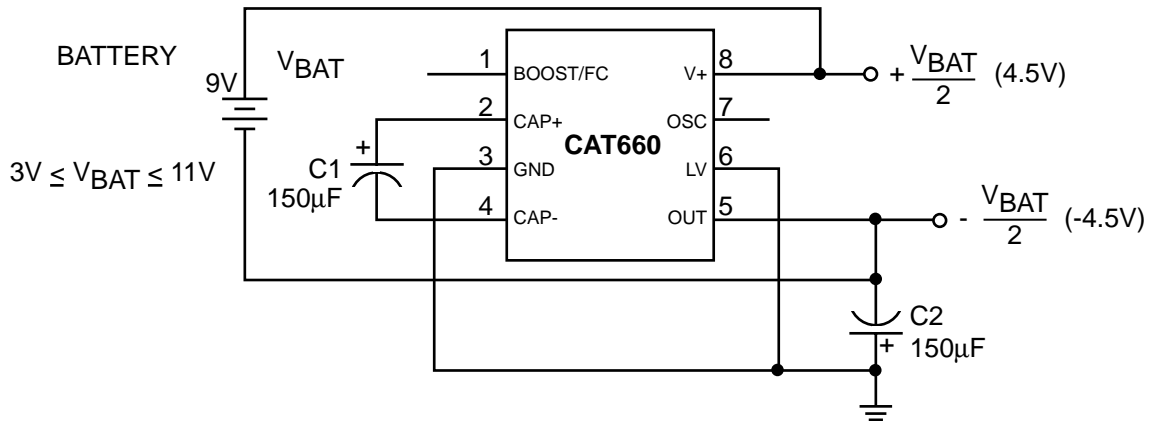 BATTERY
9V
VBAT
3V ≤ VBAT ≤ 11V
C1
150µF
+
1
2
3
4
BOOST/FC
CAP+
GND
CAP-
CAT660
V+
OSC
LV
OUT
8
7
6
5
+ VBAT/2 (4.5V)
- VBAT/2 (-4.5V)
C2
150µF
+